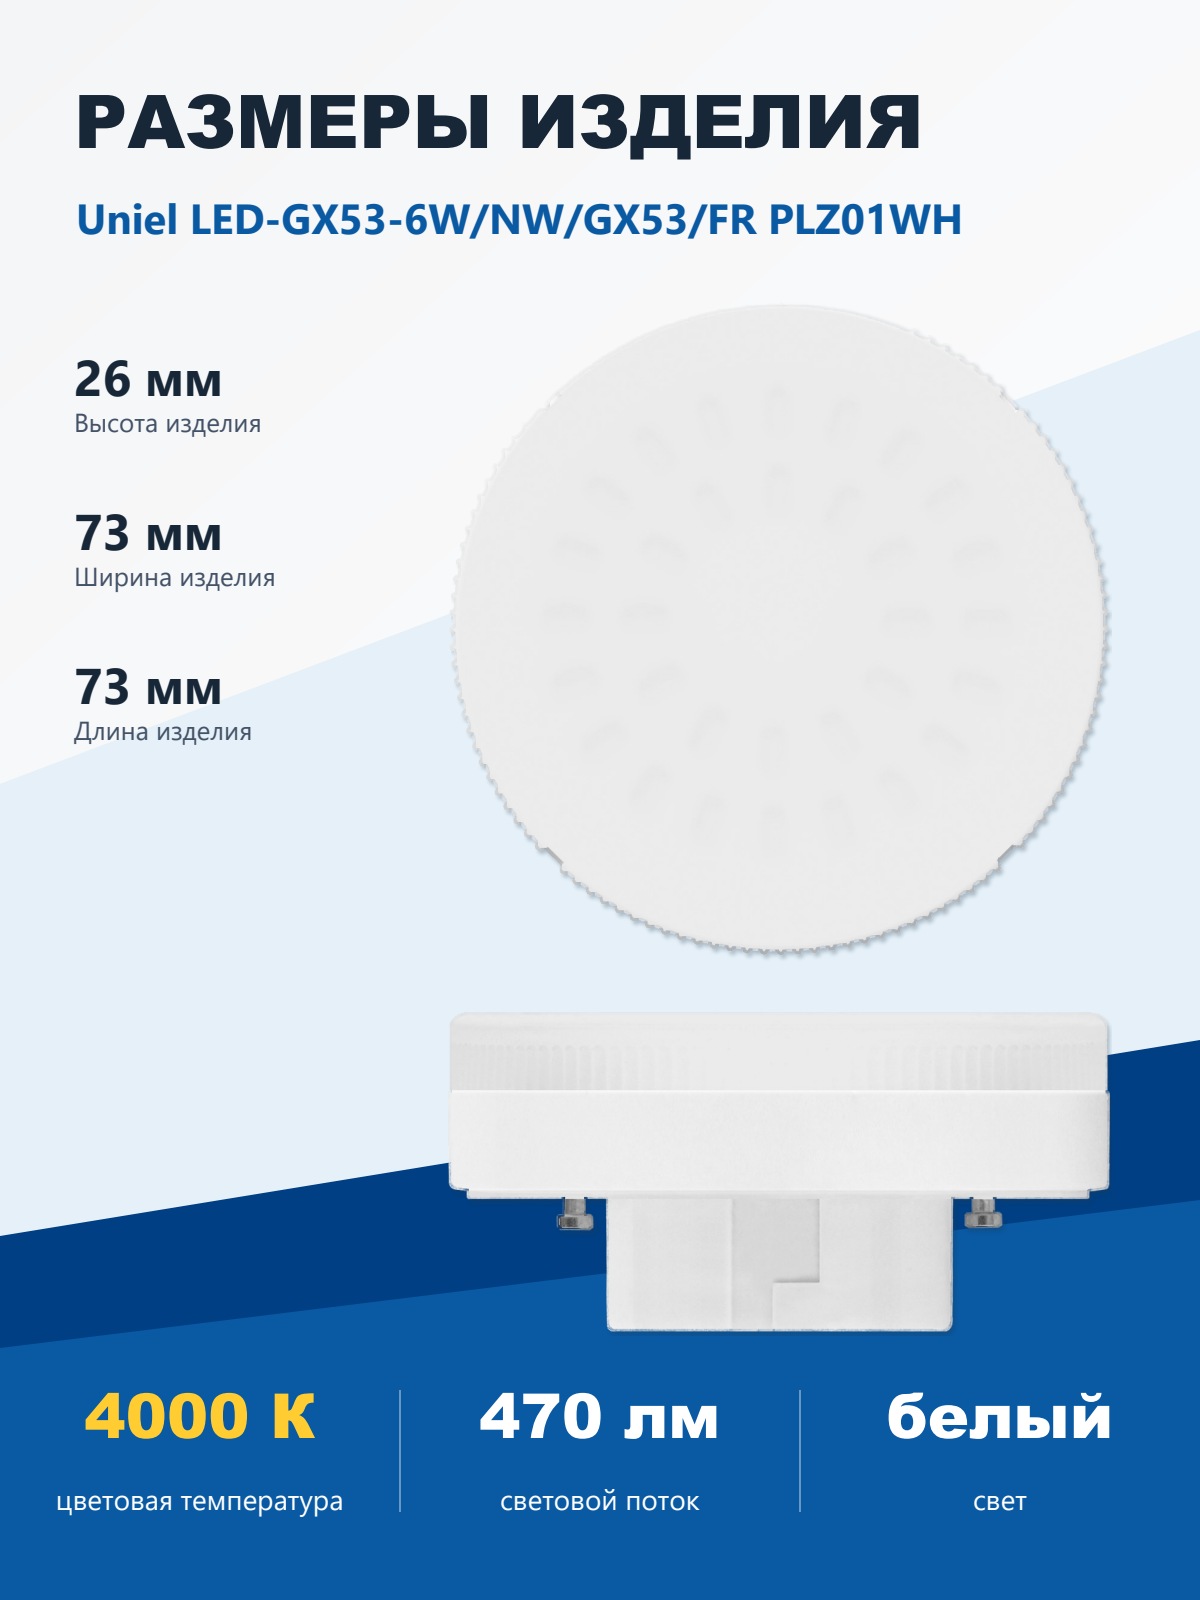 РАЗМЕРЫ ИЗДЕЛИЯ
Uniel LED-GX53-6W/NW/GX53/FR PLZ01WH
26 мм
Высота изделия
73 мм
Ширина изделия
73 мм
Длина изделия
4000 К
цветовая температура
470 лм
световой поток
белый
свет